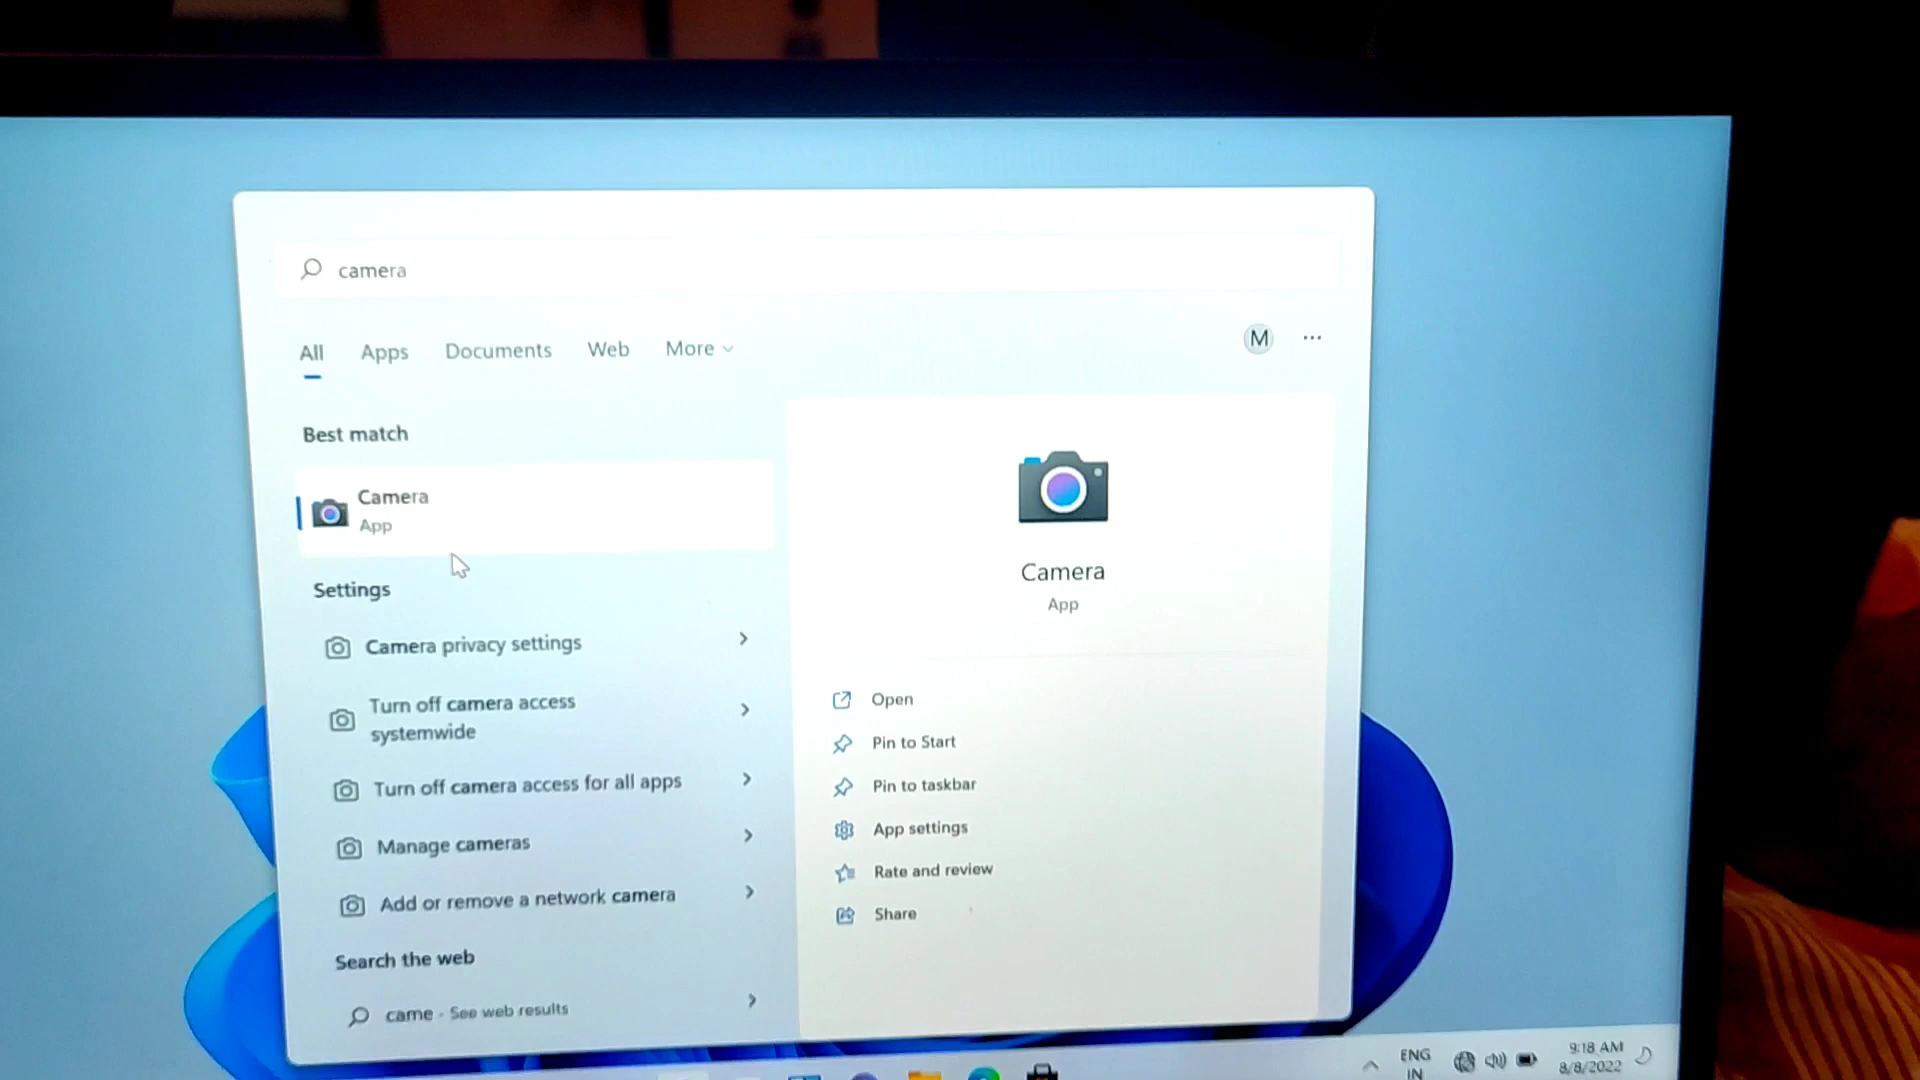 camera
All Apps Documents Web More
M ...
Best match
Camera
App
Settings
Camera privacy settings
Turn off camera access
systemwide
Turn off camera access for all apps
Manage cameras
Add or remove a network camera
Search the web
came - See web results
Camera
App
Open
Pin to Start
Pin to taskbar
App settings
Rate and review
Share
ENG
IN
9:18 AM
8/8/2022